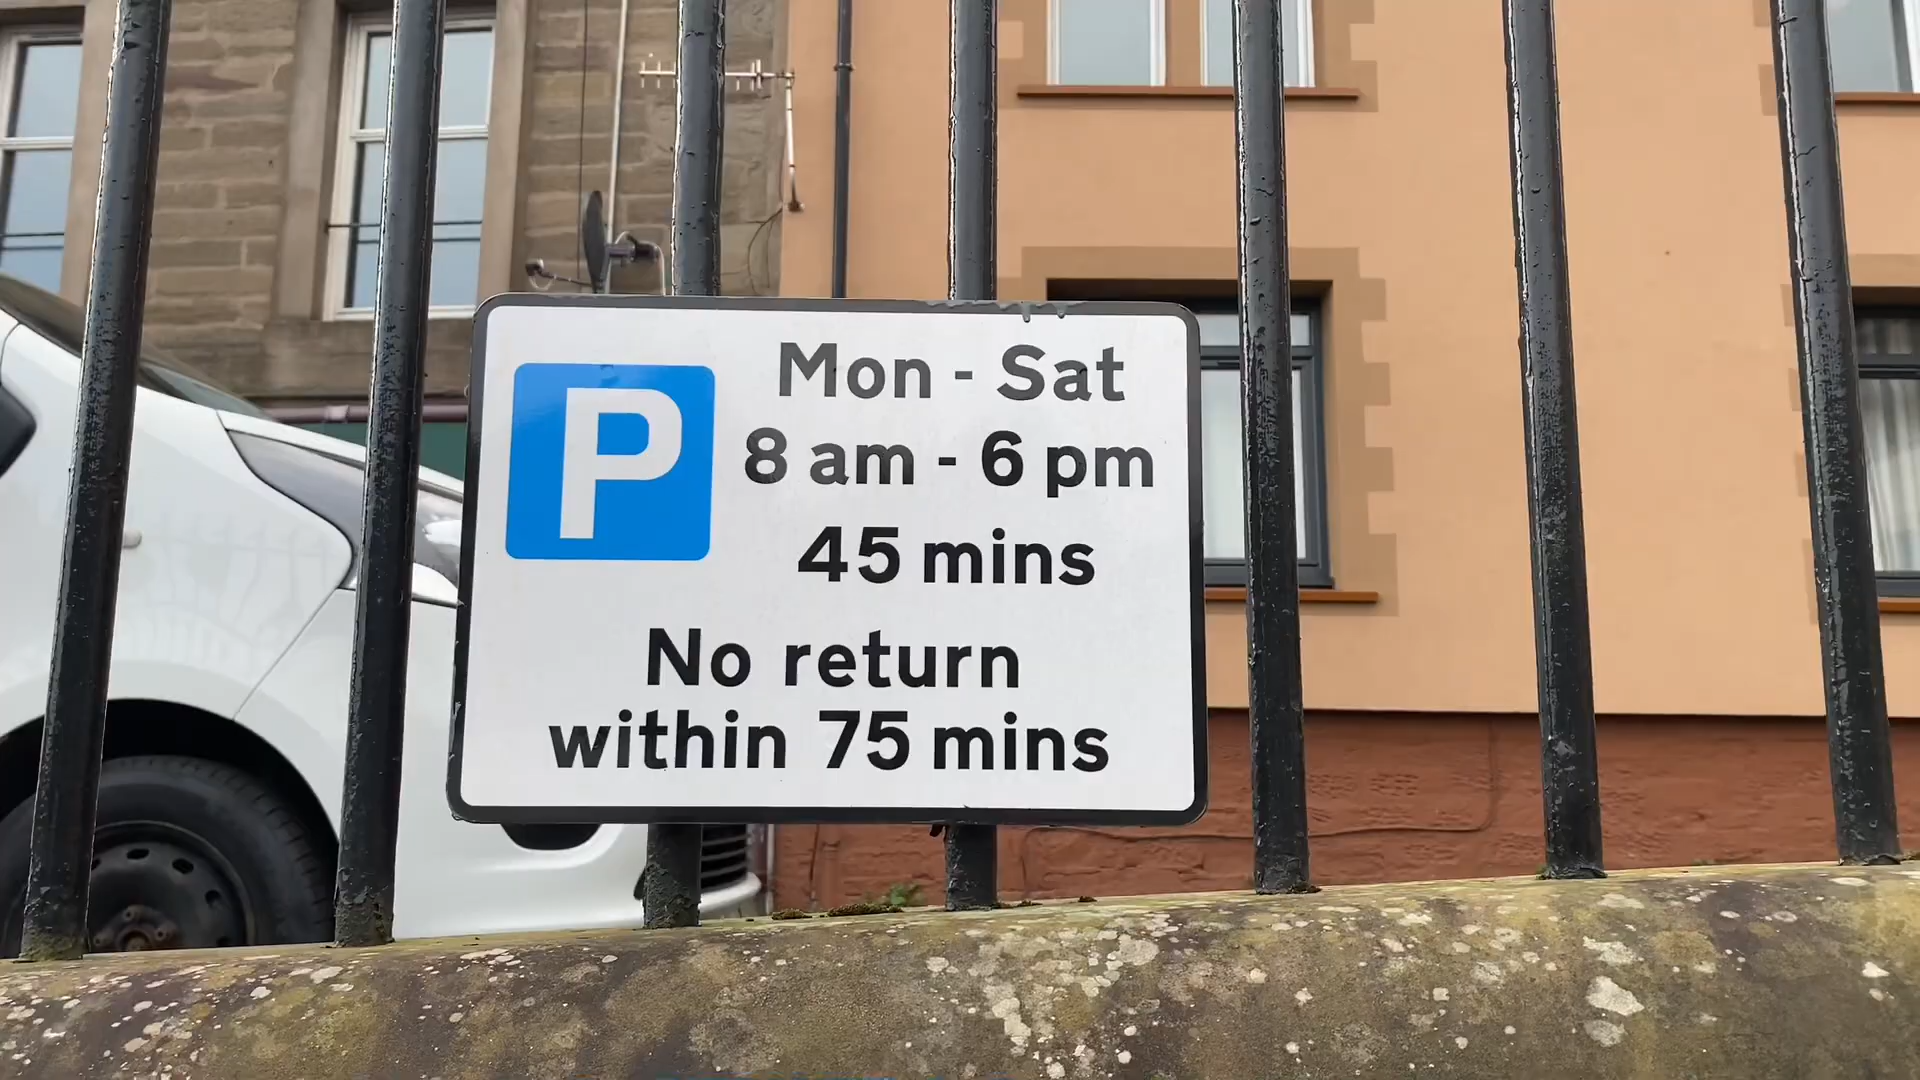 P
Mon - Sat
8 am - 6 pm
45 mins
No return
within 75 mins